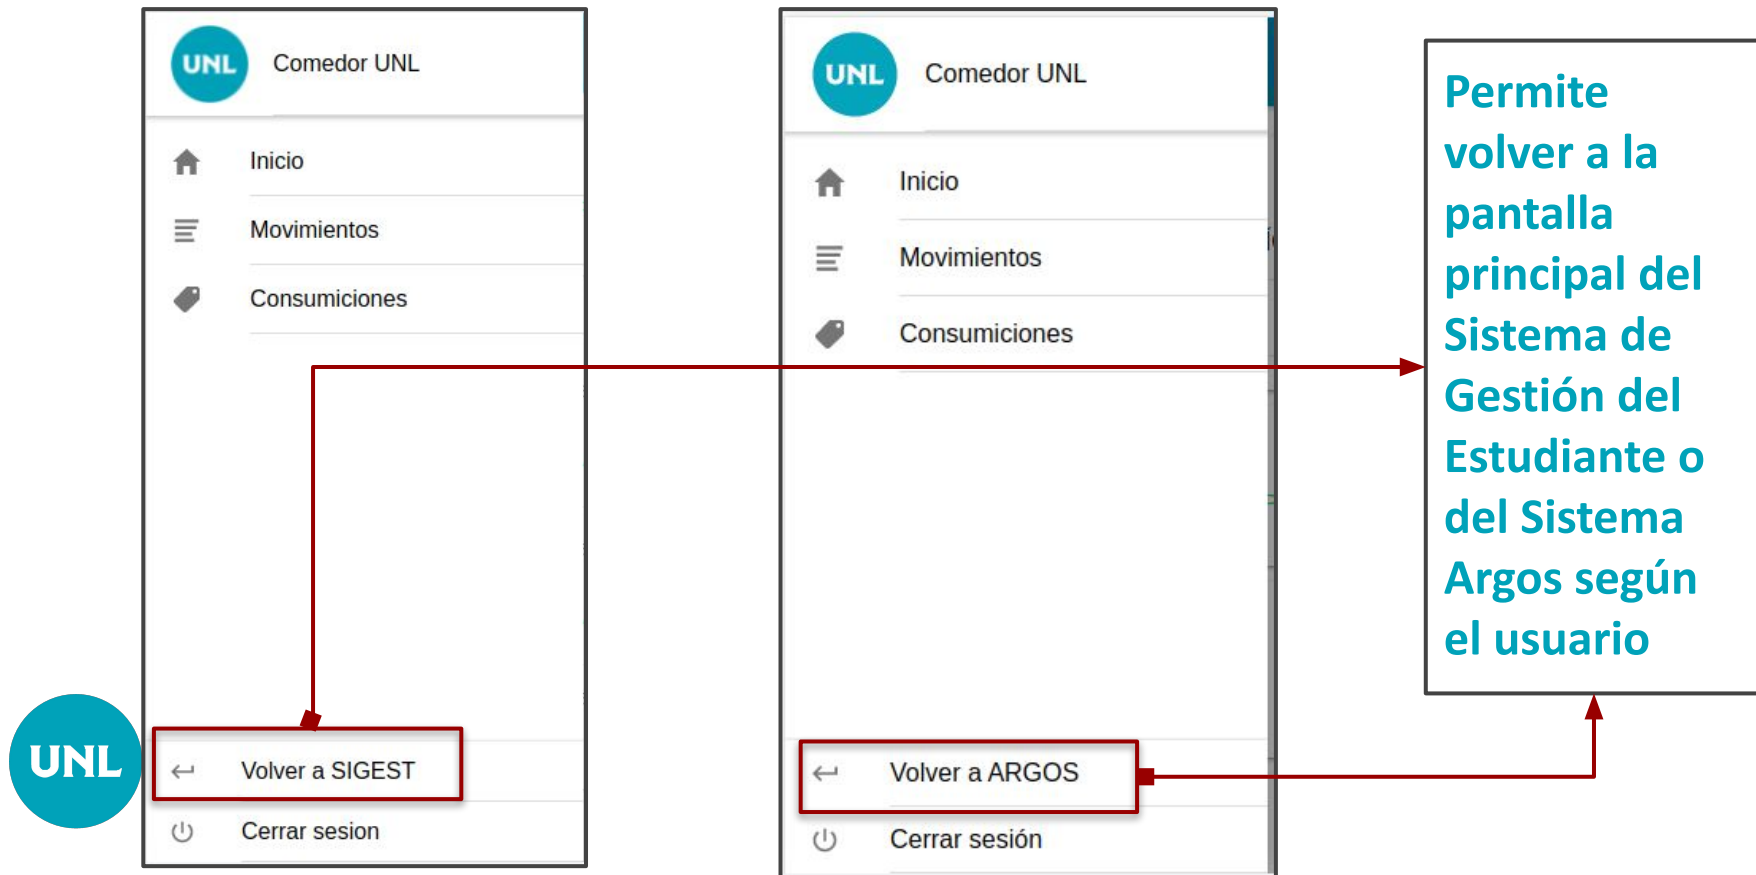 UNL
Comedor UNL
Inicio
Movimientos
Consumiciones
Volver a SIGEST
Cerrar sesion
UNL
UNL
Comedor UNL
Inicio
Movimientos
Consumiciones
Volver a ARGOS
Cerrar sesión
Permite
volver a la
pantalla
principal del
Sistema de
Gestión del
Estudiante o
del Sistema
Argos según
el usuario